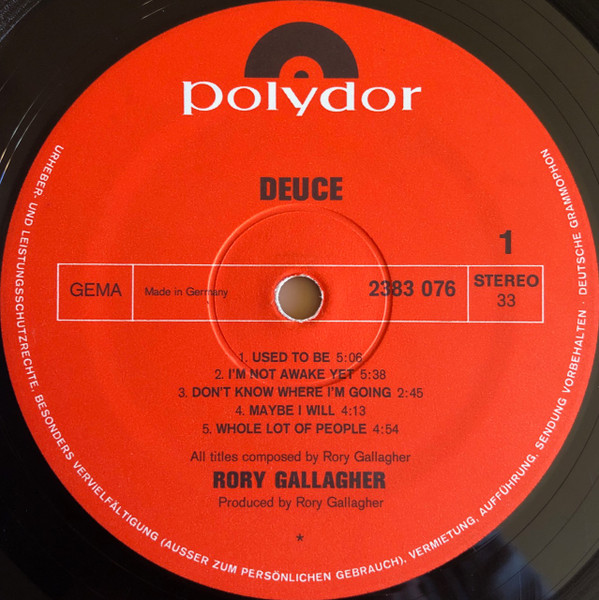 polydor
DEUCE
1
GEMA
Made in Germany
2383 076
STEREO
33
1. USED TO BE 5:06
2. I'M NOT AWAKE YET 5:38
3. DON'T KNOW WHERE I'M GOING 2:45
4. MAYBE I WILL 4:13
5. WHOLE LOT OF PEOPLE 4:54
All titles composed by Rory Gallagher
RORY GALLAGHER
Produced by Rory Gallagher
*
URHEBER- UND LEISTUNGSSCHUTZRECHTE, BESONDERS VERVIELFÄLTIGUNG (AUSSER ZUM PERSÖNLICHEN GEBRAUCH), VERMIETUNG, AUFFÜHRUNG, SENDUNG VORBEHALTEN · DEUTSCHE GRAMMOPHON